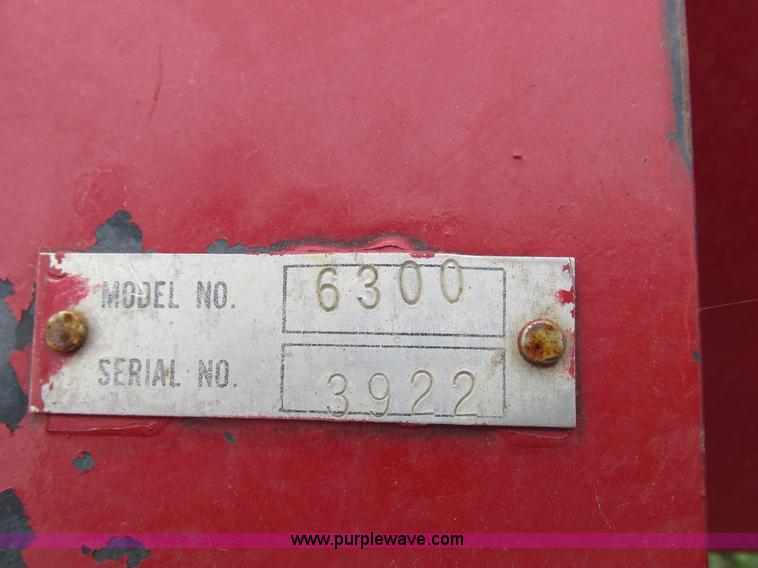 MODEL NO. 6300
SERIAL NO. 3922
www.purplewave.com